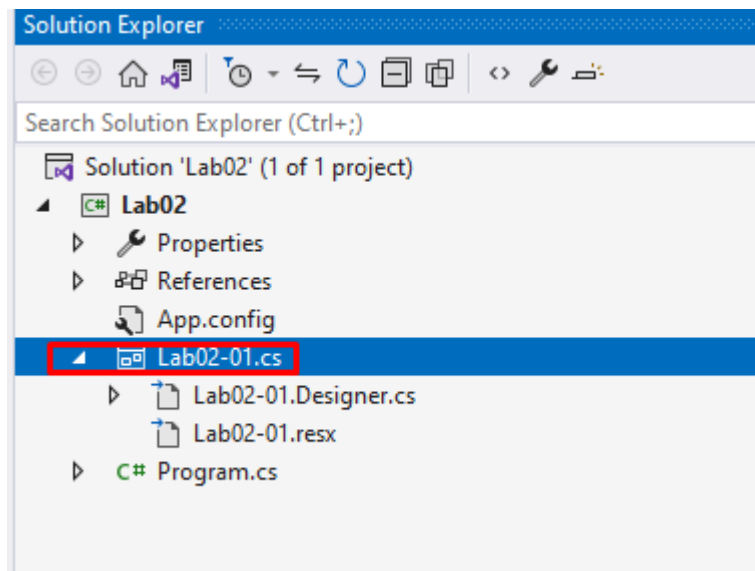 Solution Explorer
Search Solution Explorer (Ctrl+;)
Solution 'Lab02' (1 of 1 project)
C# Lab02
Properties
References
App.config
Lab02-01.cs
Lab02-01.Designer.cs
Lab02-01.resx
C# Program.cs